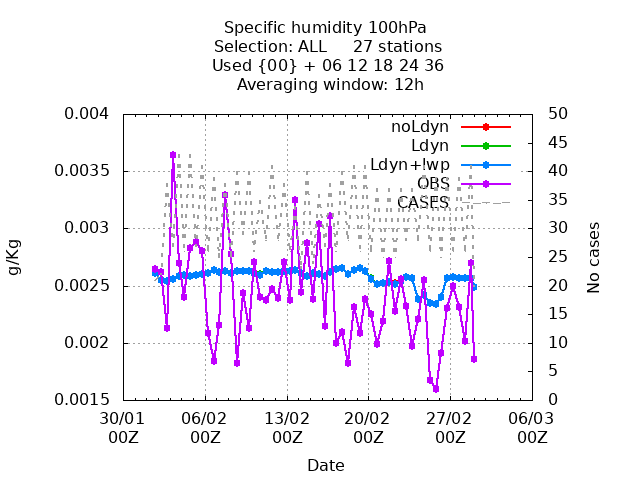 Specific humidity 100hPa
Selection: ALL     27 stations
Used {00} + 06 12 18 24 36
Averaging window: 12h
0.004
0.0035
0.003
0.0025
0.002
0.0015
g/Kg
50
45
40
35
30
25
20
15
10
5
0
No cases
noLdyn
Ldyn
Ldyn+!wp
OBS
CASES
30/01 06/02 13/02 20/02 27/02 06/03
00Z 00Z 00Z 00Z 00Z 00Z
Date